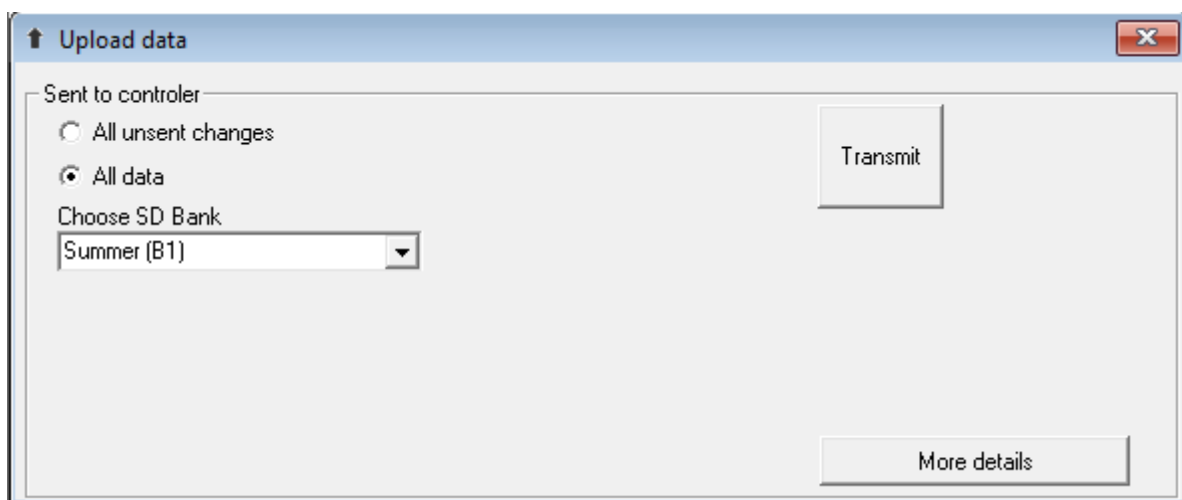 Upload data
Sent to controler
All unsent changes
All data
Transmit
Choose SD Bank
Summer (B1)
More details